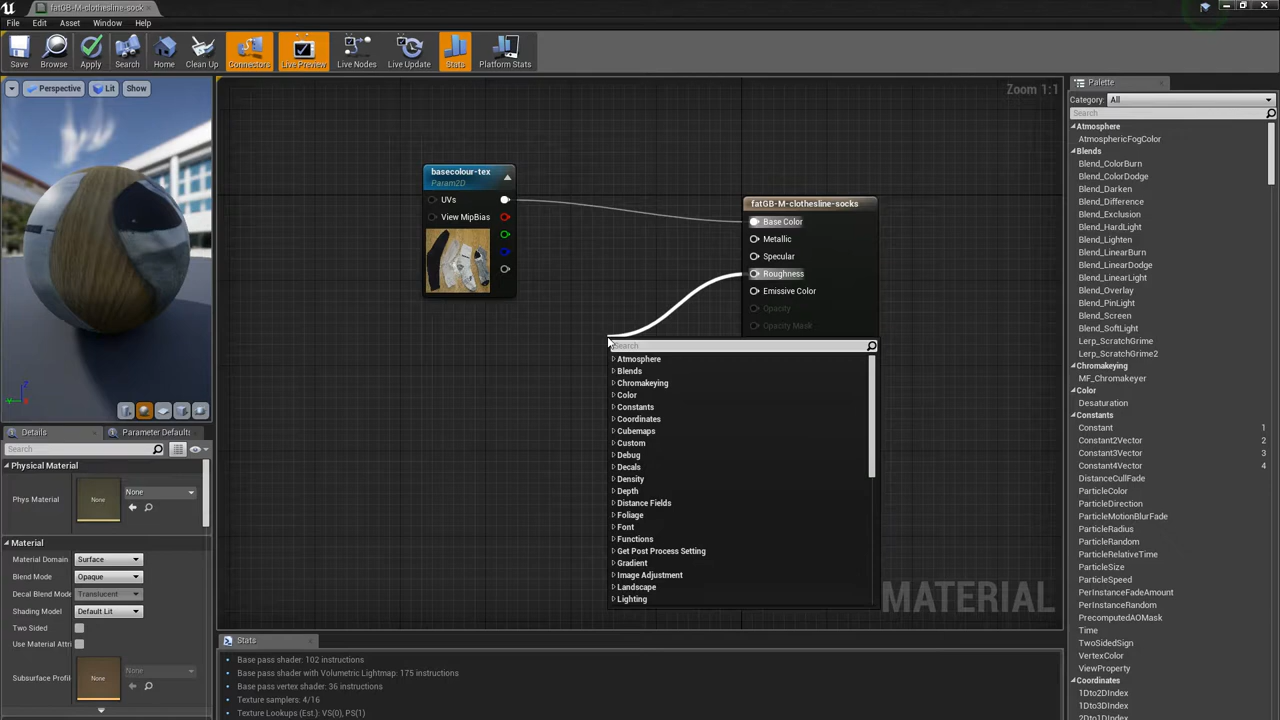 fatGB-M-clothesline-sock
File Edit Asset Window Help
Save Browse Apply Search Home Clean Up Connectors Live Preview Live Nodes Live Update Stats Platform Stats
Perspective Lit Show
Zoom 1:1
Palette
Category: All
Search
Atmosphere
AtmosphericFogColor
Blends
Blend_ColorBurn
Blend_ColorDodge
Blend_Darken
Blend_Difference
Blend_Exclusion
Blend_HardLight
Blend_Lighten
Blend_LinearBurn
Blend_LinearDodge
Blend_LinearLight
Blend_Overlay
Blend_PinLight
Blend_Screen
Blend_SoftLight
Lerp_ScratchGrime
Lerp_ScratchGrime2
Chromakeying
MF_Chromakeyer
Color
Desaturation
Constants
Constant 1
Constant2Vector 2
Constant3Vector 3
Constant4Vector 4
DistanceCullFade
ParticleColor
ParticleDirection
ParticleMotionBlurFade
ParticleRadius
ParticleRandom
ParticleRelativeTime
ParticleSize
ParticleSpeed
PerInstanceFadeAmount
PerInstanceRandom
PrecomputedAOMask
Time
TwoSidedSign
VertexColor
ViewProperty
Coordinates
1Dto2DIndex
1Dto3DIndex
2Dto1DIndex
basecolour-tex
Param2D
UVs
View MipBias
fatGB-M-clothesline-socks
Base Color
Metallic
Specular
Roughness
Emissive Color
Opacity
Opacity Mask
Search
Atmosphere
Blends
Chromakeying
Color
Constants
Coordinates
Cubemaps
Custom
Debug
Decals
Density
Depth
Distance Fields
Foliage
Font
Functions
Get Post Process Setting
Gradient
Image Adjustment
Landscape
Lighting
MATERIAL
Details Parameter Defaults
Search
Physical Material
Phys Material None None
Material
Material Domain Surface
Blend Mode Opaque
Decal Blend Mode Translucent
Shading Model Default Lit
Two Sided
Use Material Attri
Subsurface Profil None None
Stats
Base pass shader: 102 instructions
Base pass shader with Volumetric Lightmap: 175 instructions
Base pass vertex shader: 36 instructions
Texture samplers: 4/16
Texture Lookups (Est.): VS(0), PS(1)